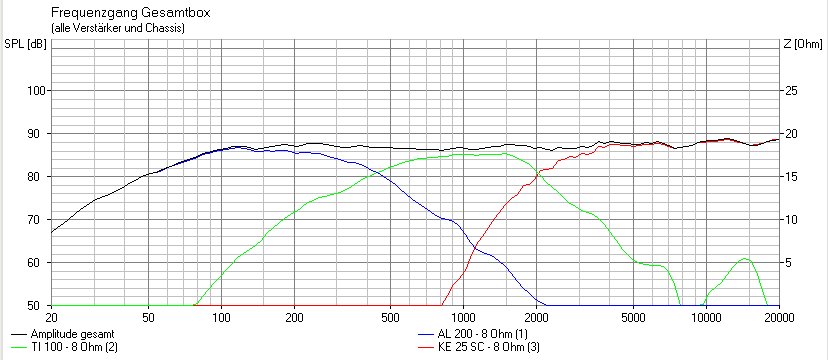 Frequenzgang Gesamtbox
(alle Verstärker und Chassis)
SPL [dB]
Z [Ohm]
100
25
90
20
80
15
70
10
60
5
50
20 50 100 200 500 1000 2000 5000 10000 20000
Amplitude gesamt
AL 200 - 8 Ohm (1)
TI 100 - 8 Ohm (2)
KE 25 SC - 8 Ohm (3)